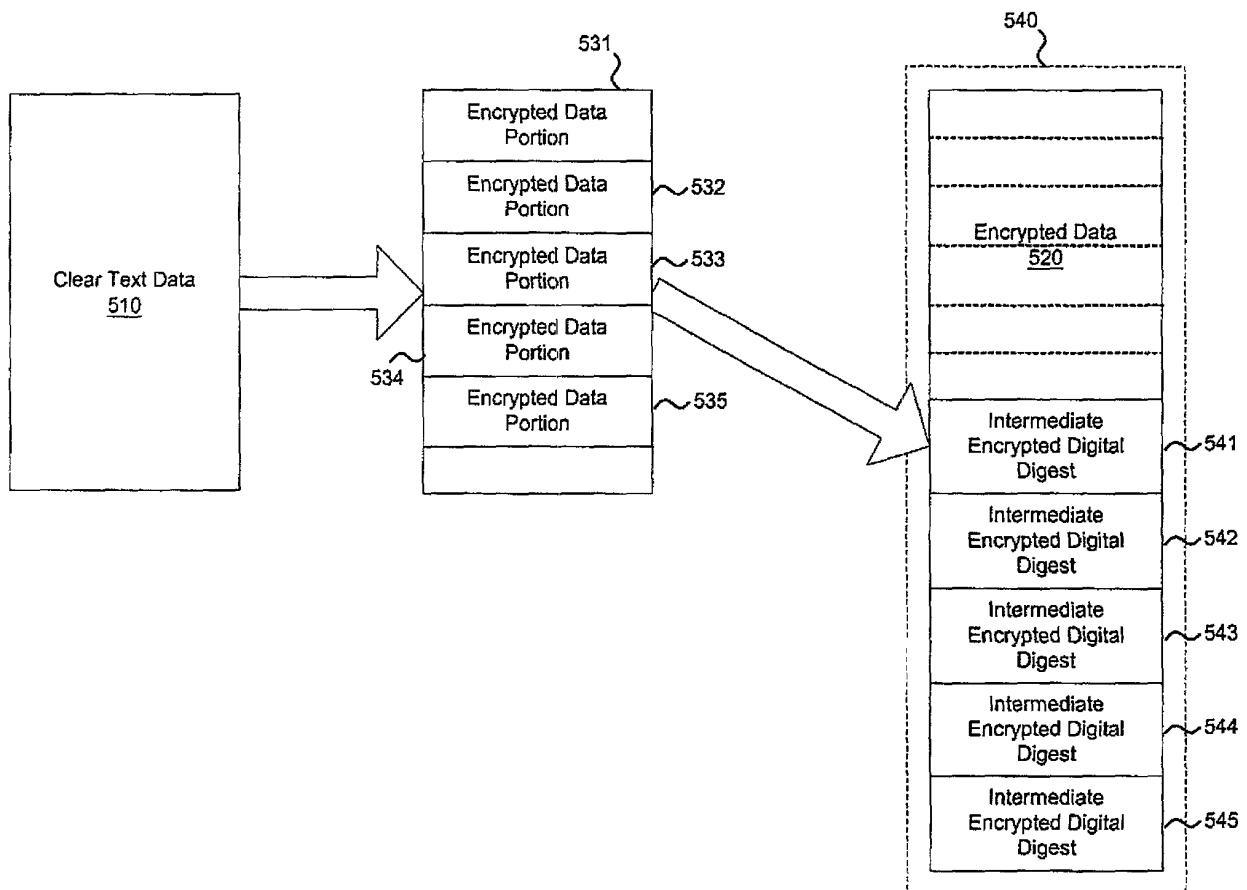 540
531
Encrypted Data
Portion
Encrypted Data
Portion
532
Encrypted Data
Portion
533
Encrypted Data
Portion
534
Encrypted Data
Portion
535
Clear Text Data
510
Encrypted Data
520
Intermediate
Encrypted Digital
Digest
541
Intermediate
Encrypted Digital
Digest
542
Intermediate
Encrypted Digital
Digest
543
Intermediate
Encrypted Digital
Digest
544
Intermediate
Encrypted Digital
Digest
545